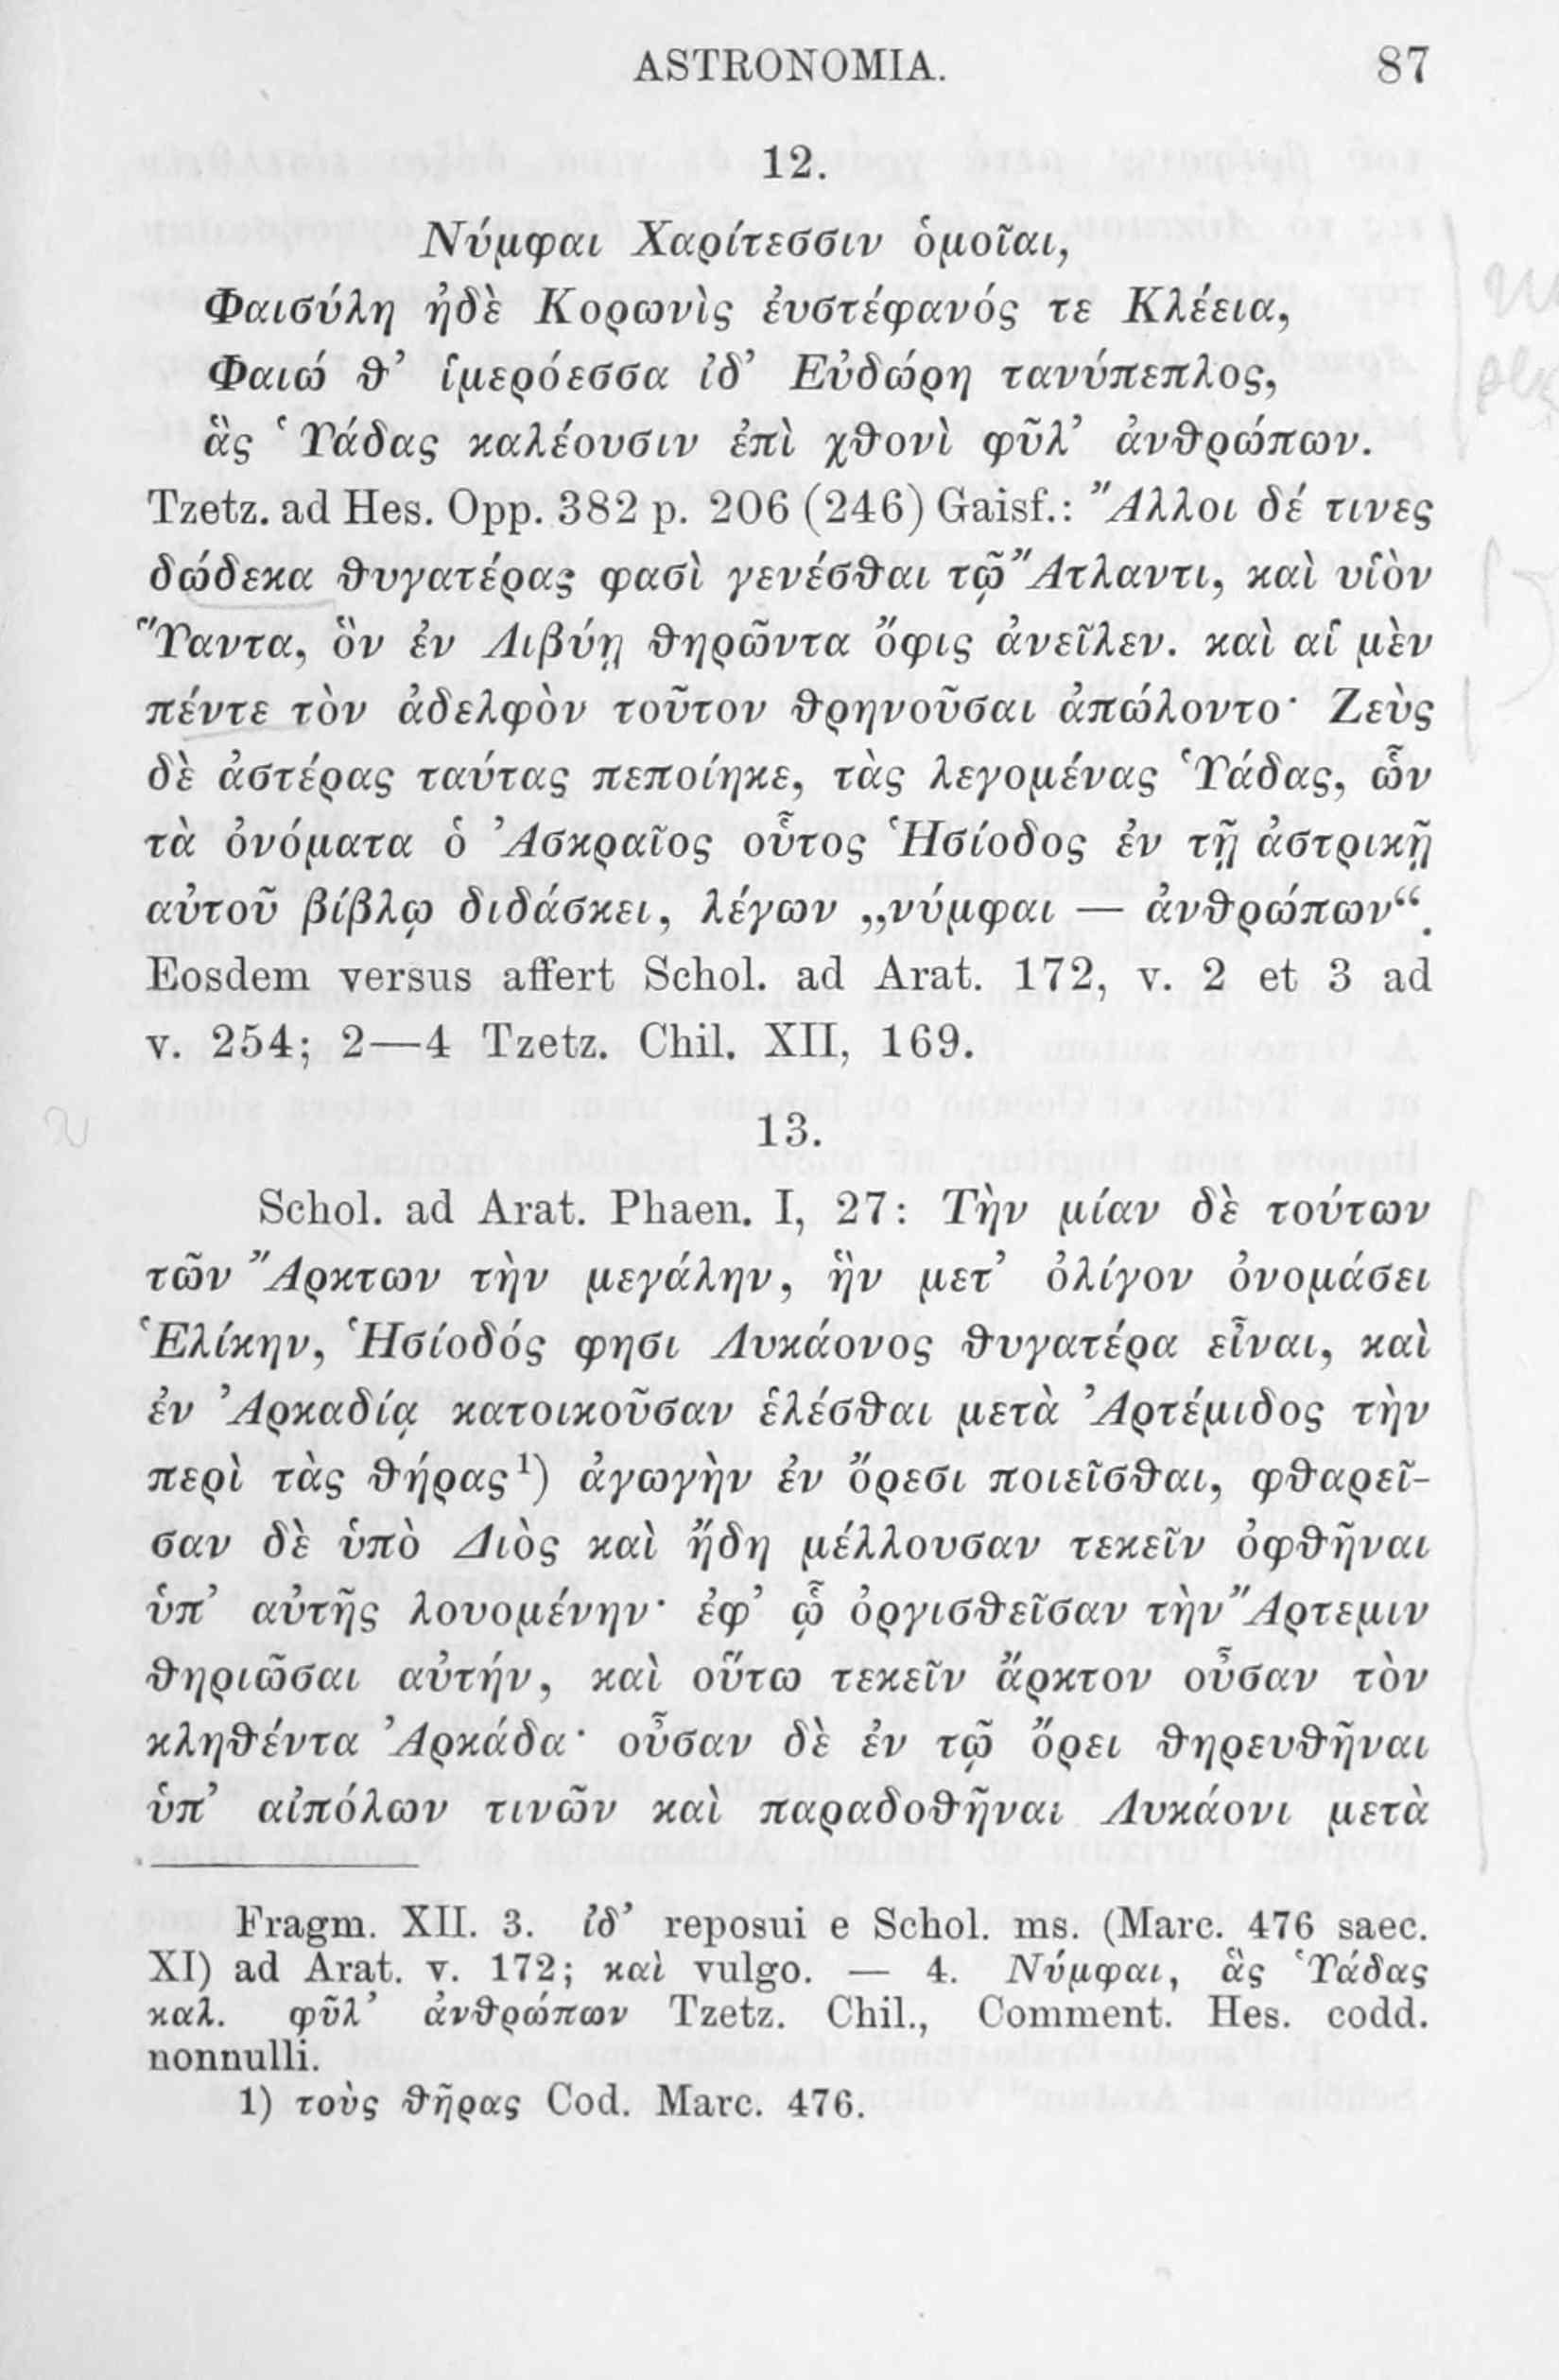 ASTRONOMIA. 87
12.
Νύμφαι Χαρίτεσσιν ὁμοῖαι,
Φαισύλη ἠδὲ Κορωνὶς ἐυστέφανός τε Κλέεια,
Φαιώ θ’ ἱμερόεσσα ἰδ’ Εὐδώρη τανύπεπλος,
ἃς Ὑάδας καλέουσιν ἐπὶ χθονὶ φῦλ’ ἀνθρώπων.
Tzetz. ad Hes. Opp. 382 p. 206 (246) Gaisf.: Ἄλλοι δέ τινες
δώδεκα θυγατέρας φασὶ γενέσθαι τῷ Ἄτλαντι, καὶ υἱὸν
Ὕαντα, ὃν ἐν Λιβύῃ θηρῶντα ὄφις ἀνεῖλεν. καὶ αἱ μὲν
πέντε τὸν ἀδελφὸν τοῦτον θρηνοῦσαι ἀπώλοντο· Ζεὺς
δὲ ἀστέρας ταύτας πεποίηκε, τὰς λεγομένας Ὑάδας, ὧν
τὰ ὀνόματα ὁ Ἀσκραῖος οὗτος Ἡσίοδος ἐν τῇ ἀστρικῇ
αὐτοῦ βίβλῳ διδάσκει, λέγων „νύμφαι — ἀνθρώπων“.
Eosdem versus affert Schol. ad Arat. 172, v. 2 et 3 ad
v. 254; 2—4 Tzetz. Chil. XII, 169.
13.
Schol. ad Arat. Phaen. I, 27: Τὴν μίαν δὲ τούτων
τῶν Ἄρκτων τὴν μεγάλην, ἣν μετ’ ὀλίγον ὀνομάσει
Ἑλίκην, Ἡσίοδός φησι Λυκάονος θυγατέρα εἶναι, καὶ
ἐν Ἀρκαδίᾳ κατοικοῦσαν ἑλέσθαι μετὰ Ἀρτέμιδος τὴν
περὶ τὰς θήρας¹) ἀγωγὴν ἐν ὄρεσι ποιεῖσθαι, φθαρεῖ-
σαν δὲ ὑπὸ Διὸς καὶ ἤδη μέλλουσαν τεκεῖν ὀφθῆναι
ὑπ’ αὐτῆς λουομένην· ἐφ’ ᾧ ὀργισθεῖσαν τὴν Ἄρτεμιν
θηριῶσαι αὐτήν, καὶ οὕτω τεκεῖν ἄρκτον οὖσαν τὸν
κληθέντα Ἀρκάδα· οὖσαν δὲ ἐν τῷ ὄρει θηρευθῆναι
ὑπ’ αἰπόλων τινῶν καὶ παραδοθῆναι Λυκάονι μετὰ
Fragm. XII. 3. ἰδ’ reposui e Schol. ms. (Marc. 476 saec.
XI) ad Arat. v. 172; καὶ vulgo. — 4. Νύμφαι, ἃς Ὑάδας
καλ. φῦλ’ ἀνθρώπων Tzetz. Chil., Comment. Hes. codd.
nonnulli.
1) τοὺς θῆρας Cod. Marc. 476.